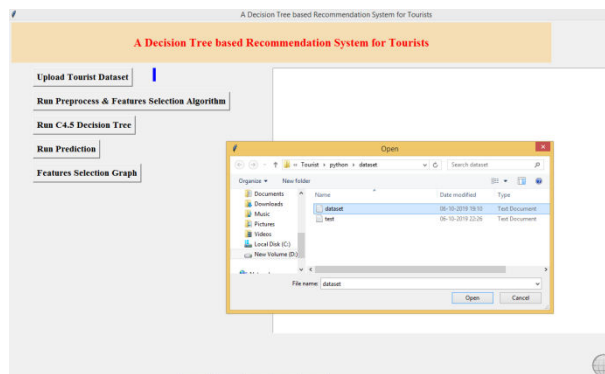 A Decision Tree based Recommendation System for Tourists
A Decision Tree based Recommendation System for Tourists
Upload Tourist Dataset
Run Preprocess & Features Selection Algorithm
Run C4.5 Decision Tree
Run Prediction
Features Selection Graph
Open
« Tourist › python › dataset
Search dataset
Organize New folder
Documents
Downloads
Music
Pictures
Videos
Local Disk (C:)
New Volume (D:)
Name Date modified Type
dataset 08-10-2019 19:10 Text Document
test 06-10-2019 22:26 Text Document
File name: dataset
Open Cancel